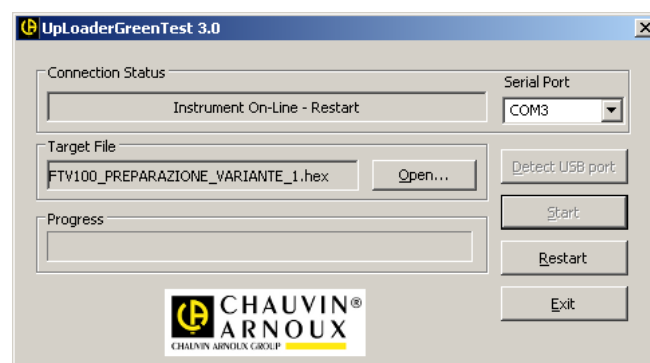 UpLoaderGreenTest 3.0
Connection Status
Instrument On-Line - Restart
Serial Port
COM3
Target File
FTV100_PREPARAZIONE_VARIANTE_1.hex
Open...
Detect USB port
Progress
Start
Restart
Exit
CHAUVIN®
ARNOUX
CHAUVIN ARNOUX GROUP